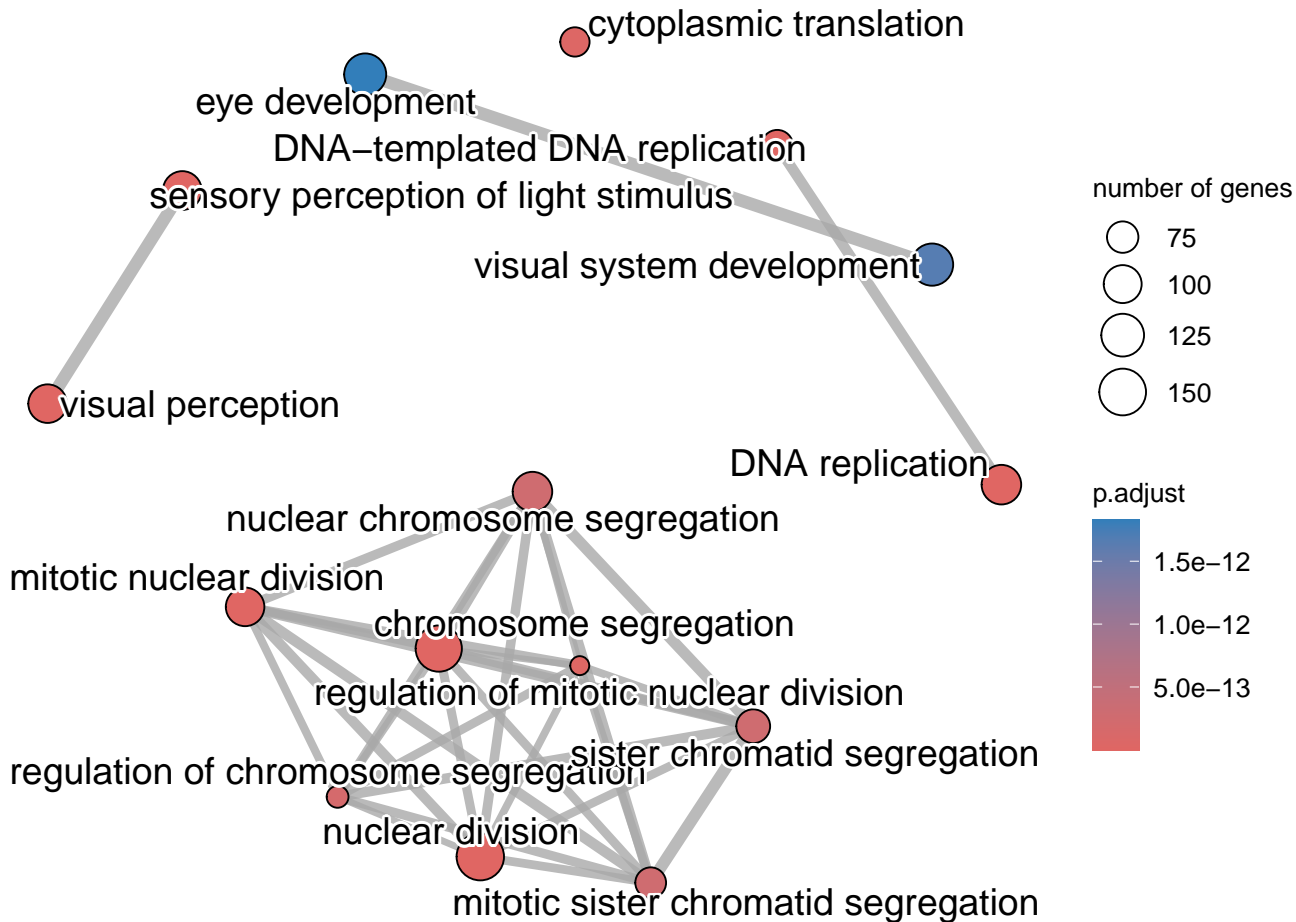 cytoplasmic translation
eye development
DNA−templated DNA replication
sensory perception of light stimulus
visual system development
visual perception
DNA replication
nuclear chromosome segregation
mitotic nuclear division
chromosome segregation
regulation of mitotic nuclear division
sister chromatid segregation
regulation of chromosome segregation
nuclear division
mitotic sister chromatid segregation
number of genes
75
100
125
150
p.adjust
1.5e−12
1.0e−12
5.0e−13